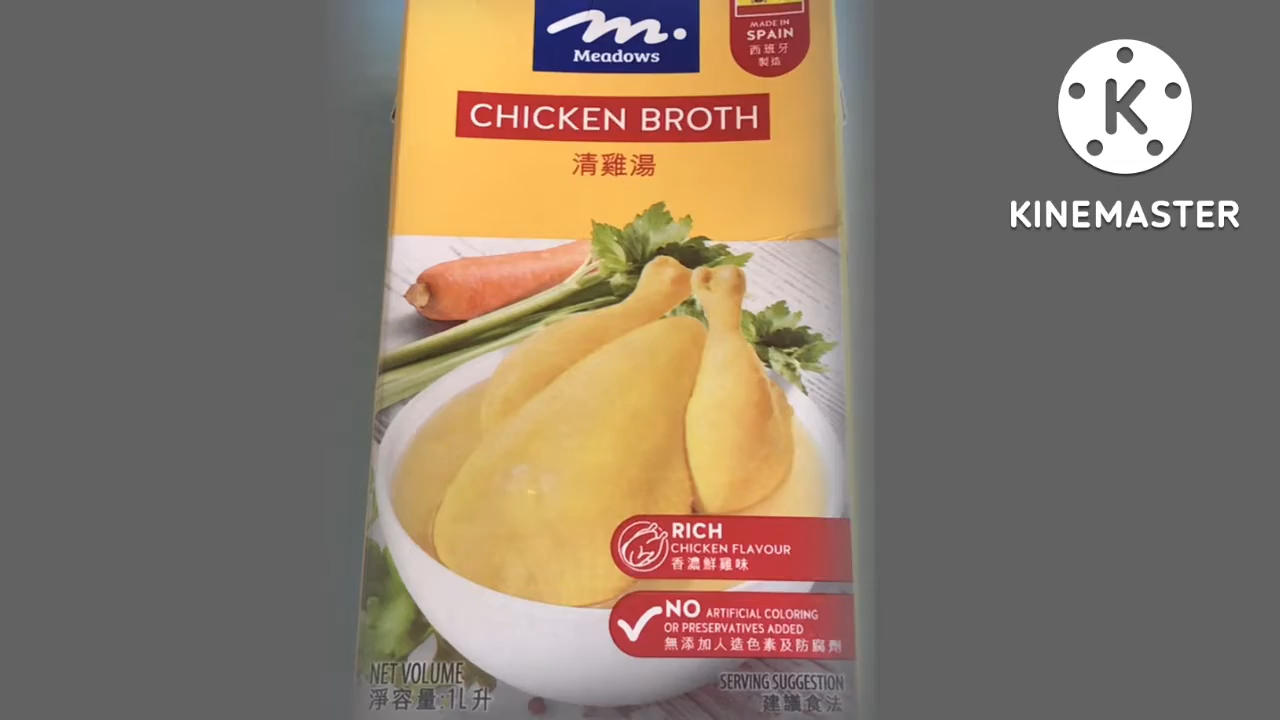 m.
Meadows
MADE IN
SPAIN
西班牙
製造
CHICKEN BROTH
清雞湯
K
KINEMASTER
RICH
CHICKEN FLAVOUR
香濃鮮雞味
NO ARTIFICIAL COLORING
OR PRESERVATIVES ADDED
無添加人造色素及防腐劑
NET VOLUME
淨容量:1L升
SERVING SUGGESTION
建議食法